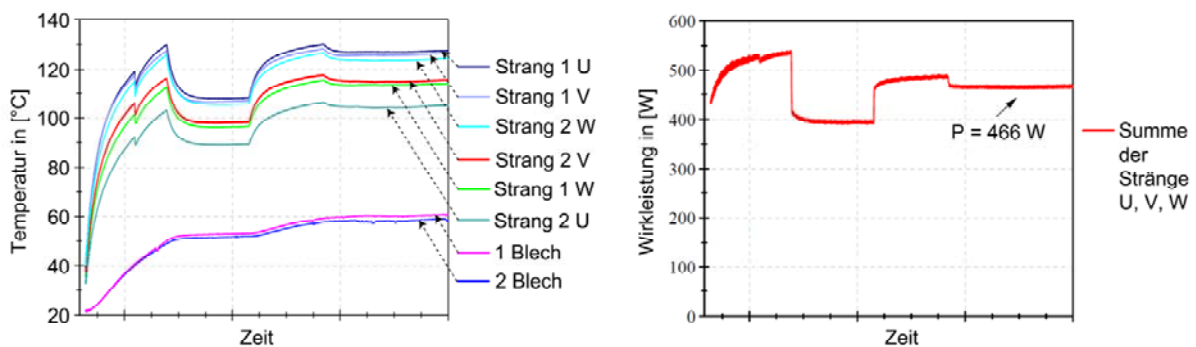 Temperatur in [°C]
140
120
100
80
60
40
20
Zeit
Strang 1 U
Strang 1 V
Strang 2 W
Strang 2 V
Strang 1 W
Strang 2 U
1 Blech
2 Blech
Wirkleistung in [W]
600
500
400
300
200
100
0
Zeit
P = 466 W
Summe
der
Stränge
U, V, W